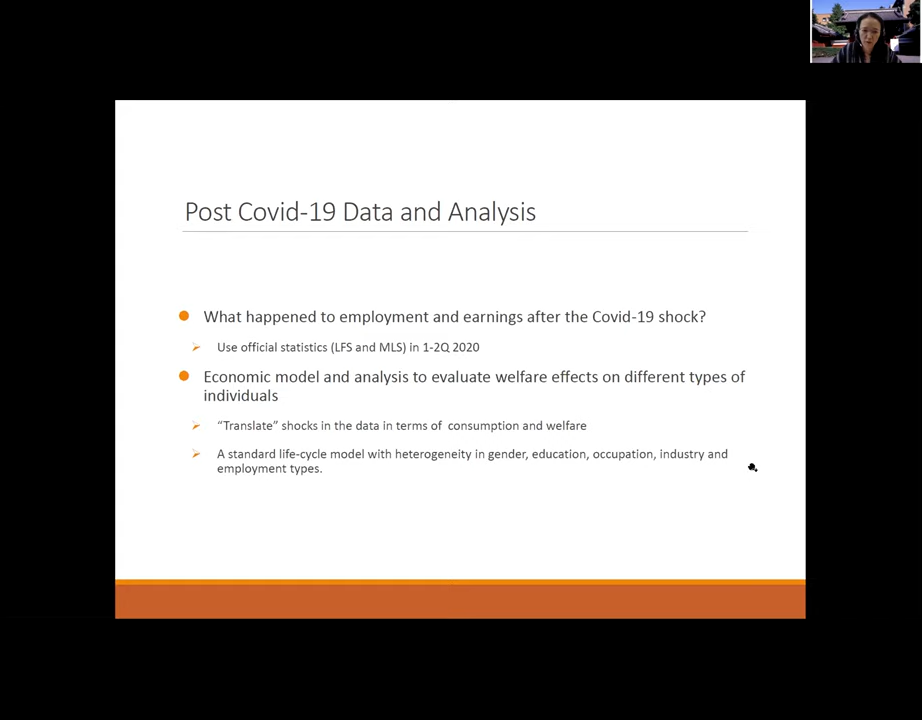 Post Covid-19 Data and Analysis
What happened to employment and earnings after the Covid-19 shock?
Use official statistics (LFS and MLS) in 1-2Q 2020
Economic model and analysis to evaluate welfare effects on different types of
individuals
“Translate” shocks in the data in terms of consumption and welfare
A standard life-cycle model with heterogeneity in gender, education, occupation, industry and
employment types.